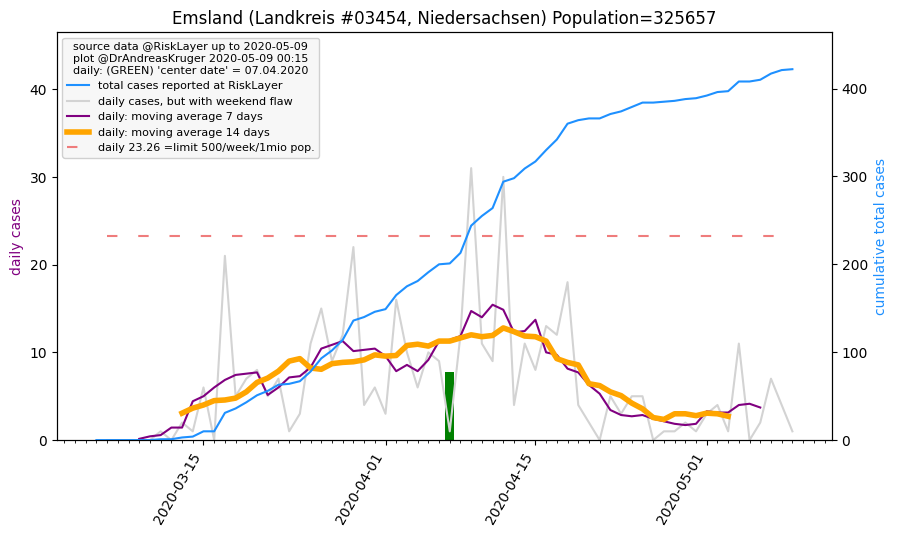 Emsland (Landkreis #03454, Niedersachsen) Population=325657
source data @RiskLayer up to 2020-05-09
plot @DrAndreasKruger 2020-05-09 00:15
daily: (GREEN) 'center date' = 07.04.2020
total cases reported at RiskLayer
daily cases, but with weekend flaw
daily: moving average 7 days
daily: moving average 14 days
daily 23.26 =limit 500/week/1mio pop.
daily cases
40
30
20
10
0
cumulative total cases
400
300
200
100
0
2020-03-15
2020-04-01
2020-04-15
2020-05-01